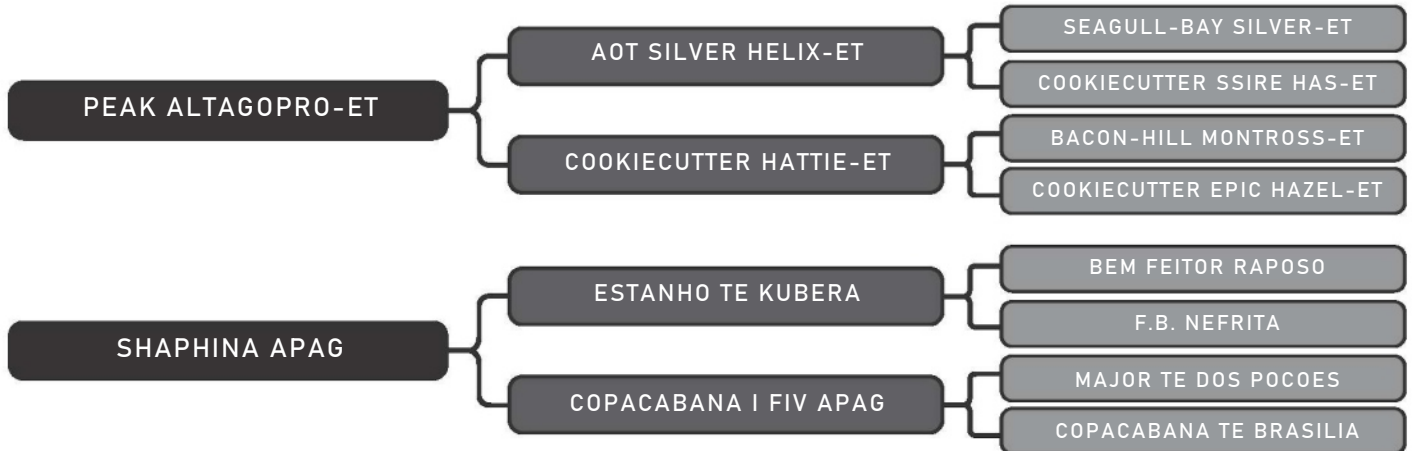 SEAGULL-BAY SILVER-ET
AOT SILVER HELIX-ET
COOKIECUTTER SSIRE HAS-ET
PEAK ALTAGOPRO-ET
BACON-HILL MONTROSS-ET
COOKIECUTTER HATTIE-ET
COOKIECUTTER EPIC HAZEL-ET
BEM FEITOR RAPOSO
ESTANHO TE KUBERA
F.B. NEFRITA
SHAPHINA APAG
MAJOR TE DOS POCOES
COPACABANA I FIV APAG
COPACABANA TE BRASILIA